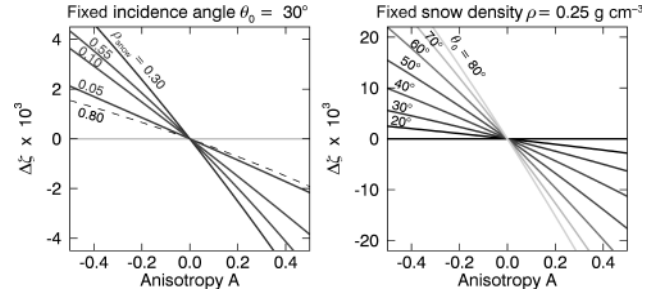 Fixed incidence angle θ₀ = 30°
4
2
0
-2
-4
Δζ × 10³
ρsnow = 0.30
0.55
0.10
0.05
0.80
-0.4 -0.2 0.0 0.2 0.4
Anisotropy A
Fixed snow density ρ = 0.25 g cm⁻³
20
10
0
-10
-20
Δζ × 10³
θ₀ = 80°
70°
60°
50°
40°
30°
20°
-0.4 -0.2 0.0 0.2 0.4
Anisotropy A